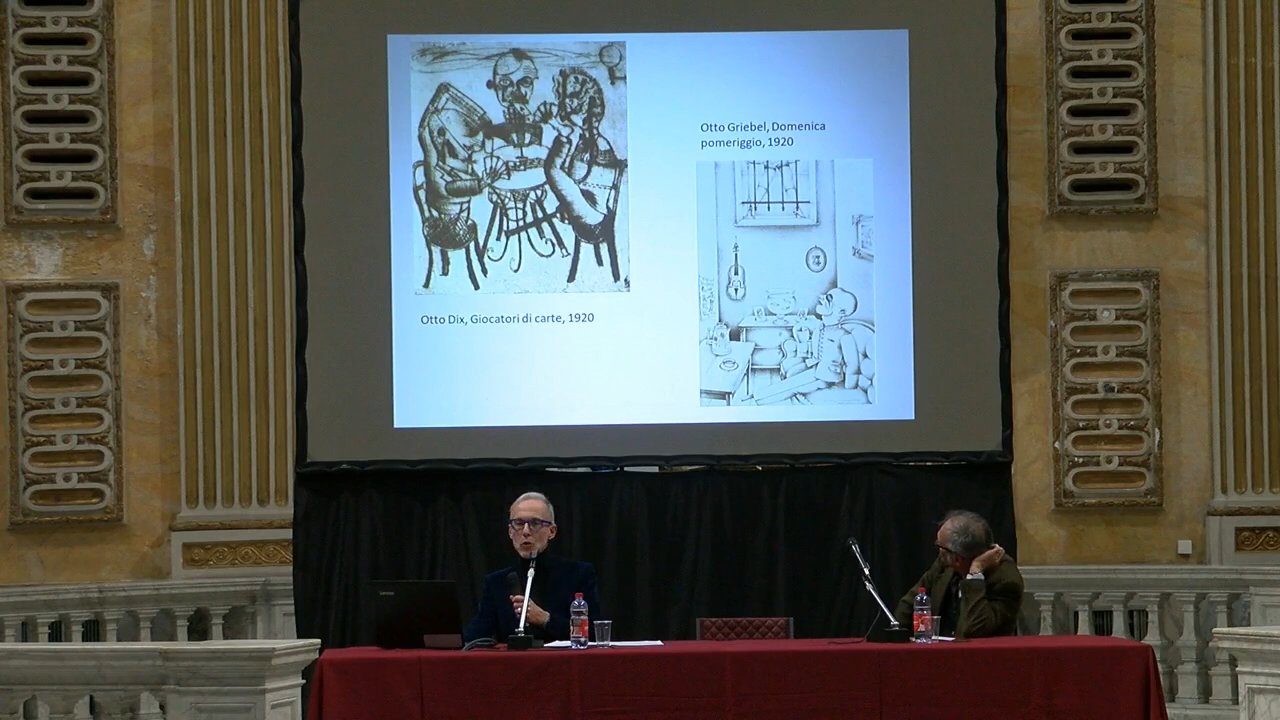 Otto Griebel, Domenica
pomeriggio, 1920
Otto Dix, Giocatori di carte, 1920